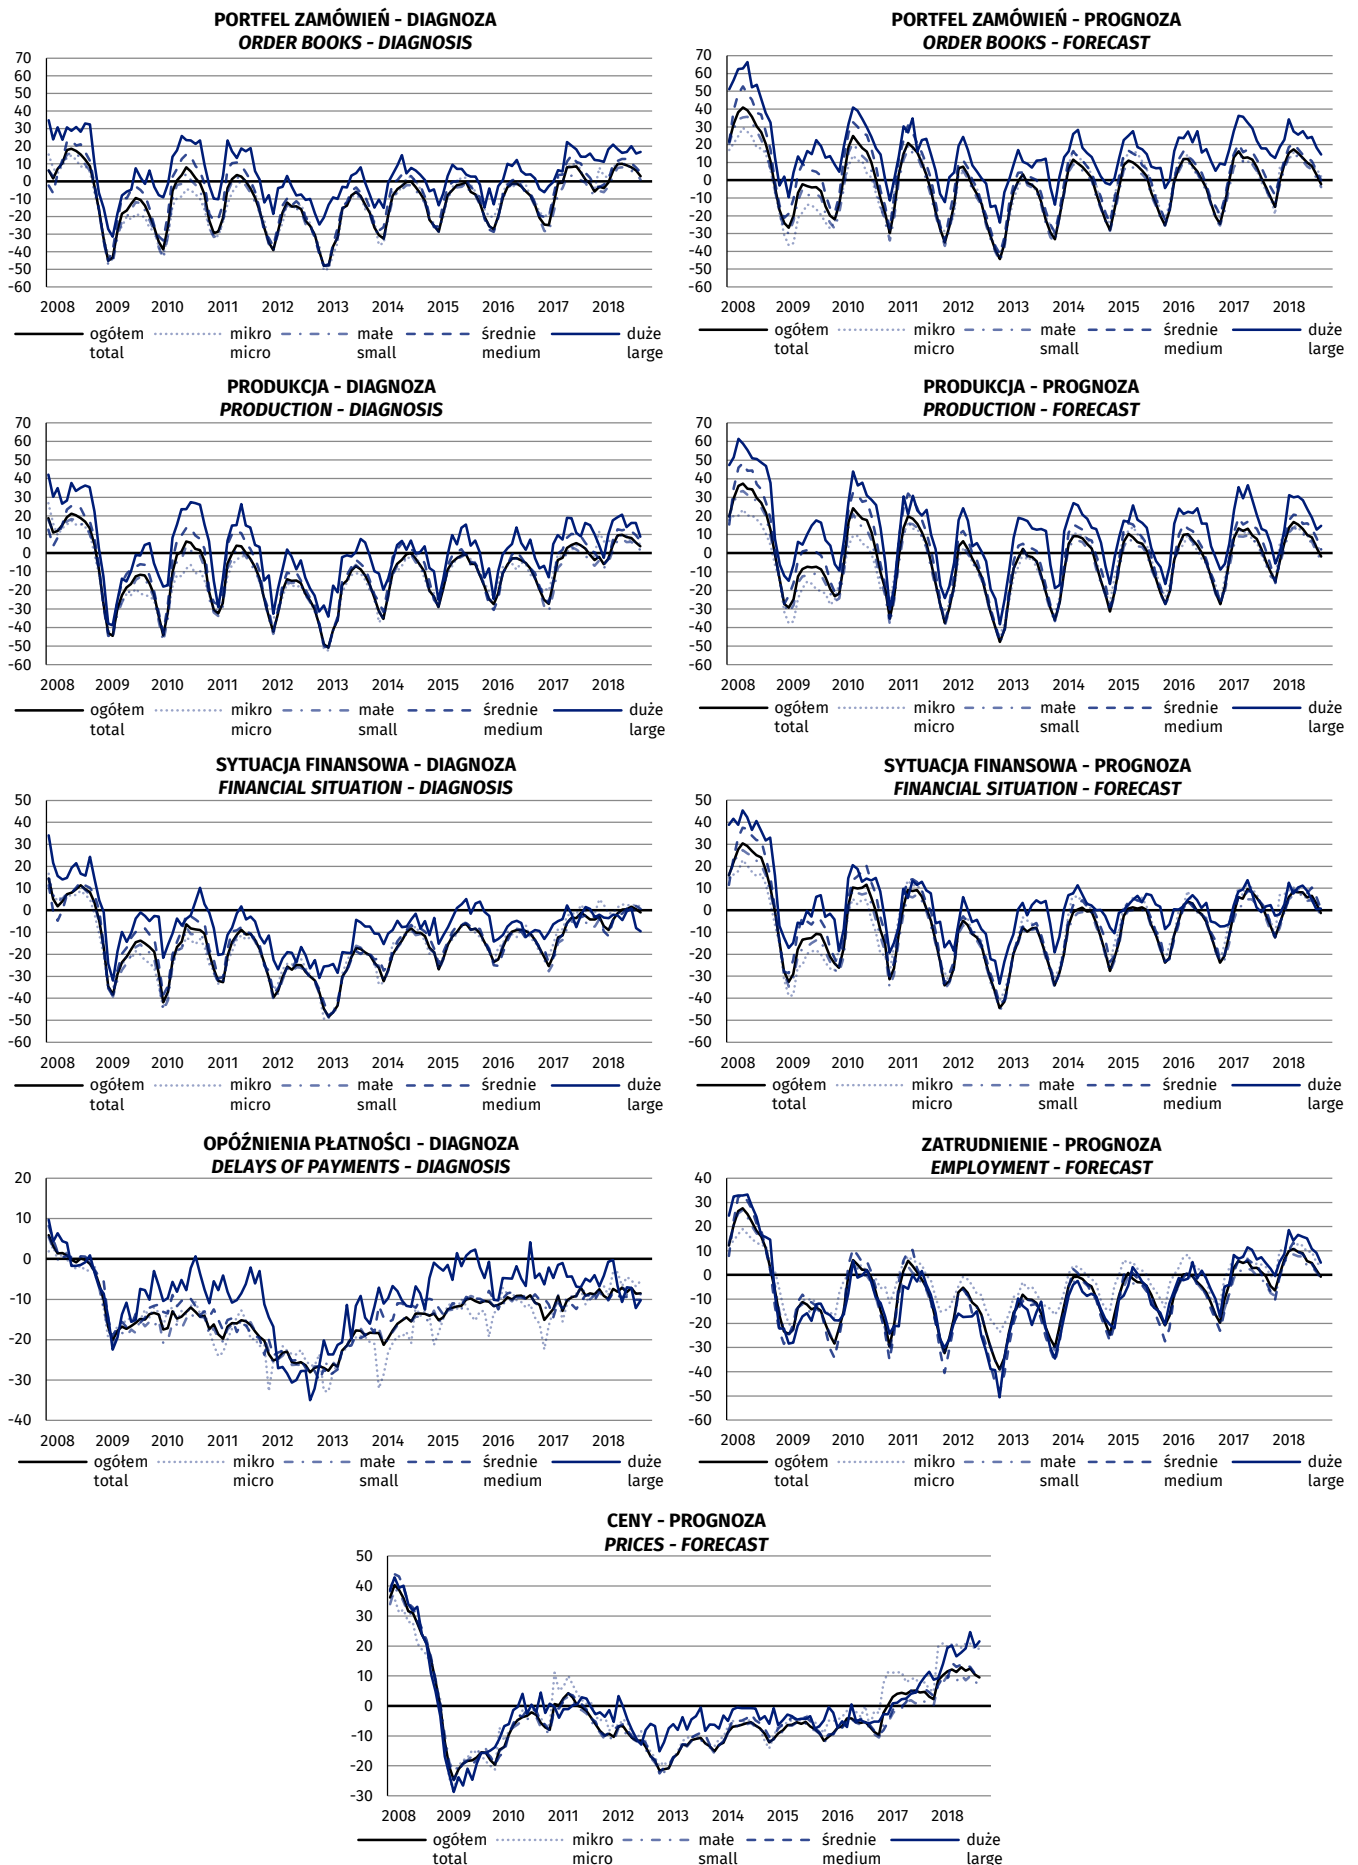 PORTFEL ZAMÓWIEŃ - DIAGNOZA
ORDER BOOKS - DIAGNOSIS
70
60
50
40
30
20
10
0
-10
-20
-30
-40
-50
-60
2008 2009 2010 2011 2012 2013 2014 2015 2016 2017 2018
ogółem mikro małe średnie duże
total micro small medium large
PORTFEL ZAMÓWIEŃ - PROGNOZA
ORDER BOOKS - FORECAST
70
60
50
40
30
20
10
0
-10
-20
-30
-40
-50
-60
2008 2009 2010 2011 2012 2013 2014 2015 2016 2017 2018
ogółem mikro małe średnie duże
total micro small medium large
PRODUKCJA - DIAGNOZA
PRODUCTION - DIAGNOSIS
70
60
50
40
30
20
10
0
-10
-20
-30
-40
-50
-60
2008 2009 2010 2011 2012 2013 2014 2015 2016 2017 2018
ogółem mikro małe średnie duże
total micro small medium large
PRODUKCJA - PROGNOZA
PRODUCTION - FORECAST
70
60
50
40
30
20
10
0
-10
-20
-30
-40
-50
-60
2008 2009 2010 2011 2012 2013 2014 2015 2016 2017 2018
ogółem mikro małe średnie duże
total micro small medium large
SYTUACJA FINANSOWA - DIAGNOZA
FINANCIAL SITUATION - DIAGNOSIS
50
40
30
20
10
0
-10
-20
-30
-40
-50
-60
2008 2009 2010 2011 2012 2013 2014 2015 2016 2017 2018
ogółem mikro małe średnie duże
total micro small medium large
SYTUACJA FINANSOWA - PROGNOZA
FINANCIAL SITUATION - FORECAST
50
40
30
20
10
0
-10
-20
-30
-40
-50
-60
2008 2009 2010 2011 2012 2013 2014 2015 2016 2017 2018
ogółem mikro małe średnie duże
total micro small medium large
OPÓŹNIENIA PŁATNOŚCI - DIAGNOZA
DELAYS OF PAYMENTS - DIAGNOSIS
20
10
0
-10
-20
-30
-40
2008 2009 2010 2011 2012 2013 2014 2015 2016 2017 2018
ogółem mikro małe średnie duże
total micro small medium large
ZATRUDNIENIE - PROGNOZA
EMPLOYMENT - FORECAST
40
30
20
10
0
-10
-20
-30
-40
-50
-60
2008 2009 2010 2011 2012 2013 2014 2015 2016 2017 2018
ogółem mikro małe średnie duże
total micro small medium large
CENY - PROGNOZA
PRICES - FORECAST
50
40
30
20
10
0
-10
-20
-30
2008 2009 2010 2011 2012 2013 2014 2015 2016 2017 2018
ogółem mikro małe średnie duże
total micro small medium large